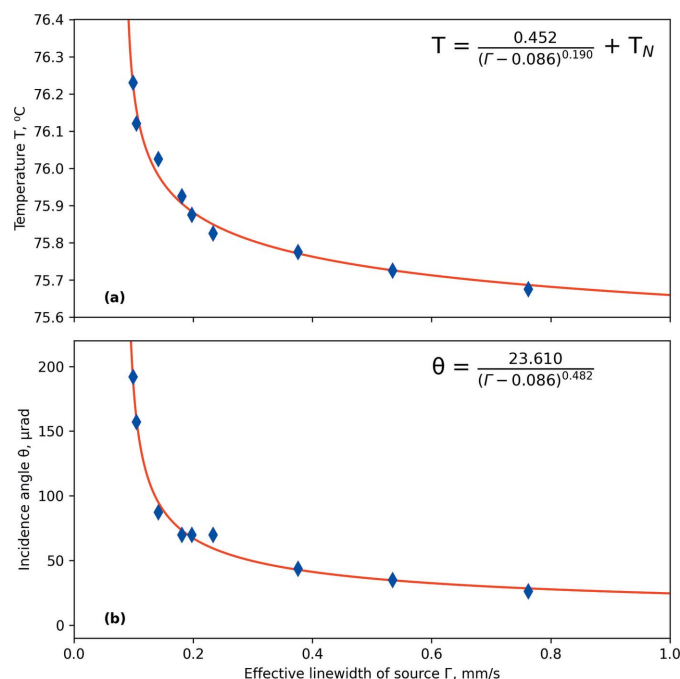 76.4
76.3
76.2
76.1
76.0
75.9
75.8
75.7
75.6
Temperature T, ⁰C
T = 0.452 / (Γ − 0.086)^0.190 + T_N
(a)
200
150
100
50
0
Incidence angle θ, μrad
θ = 23.610 / (Γ − 0.086)^0.482
(b)
0.0 0.2 0.4 0.6 0.8 1.0
Effective linewidth of source Γ, mm/s